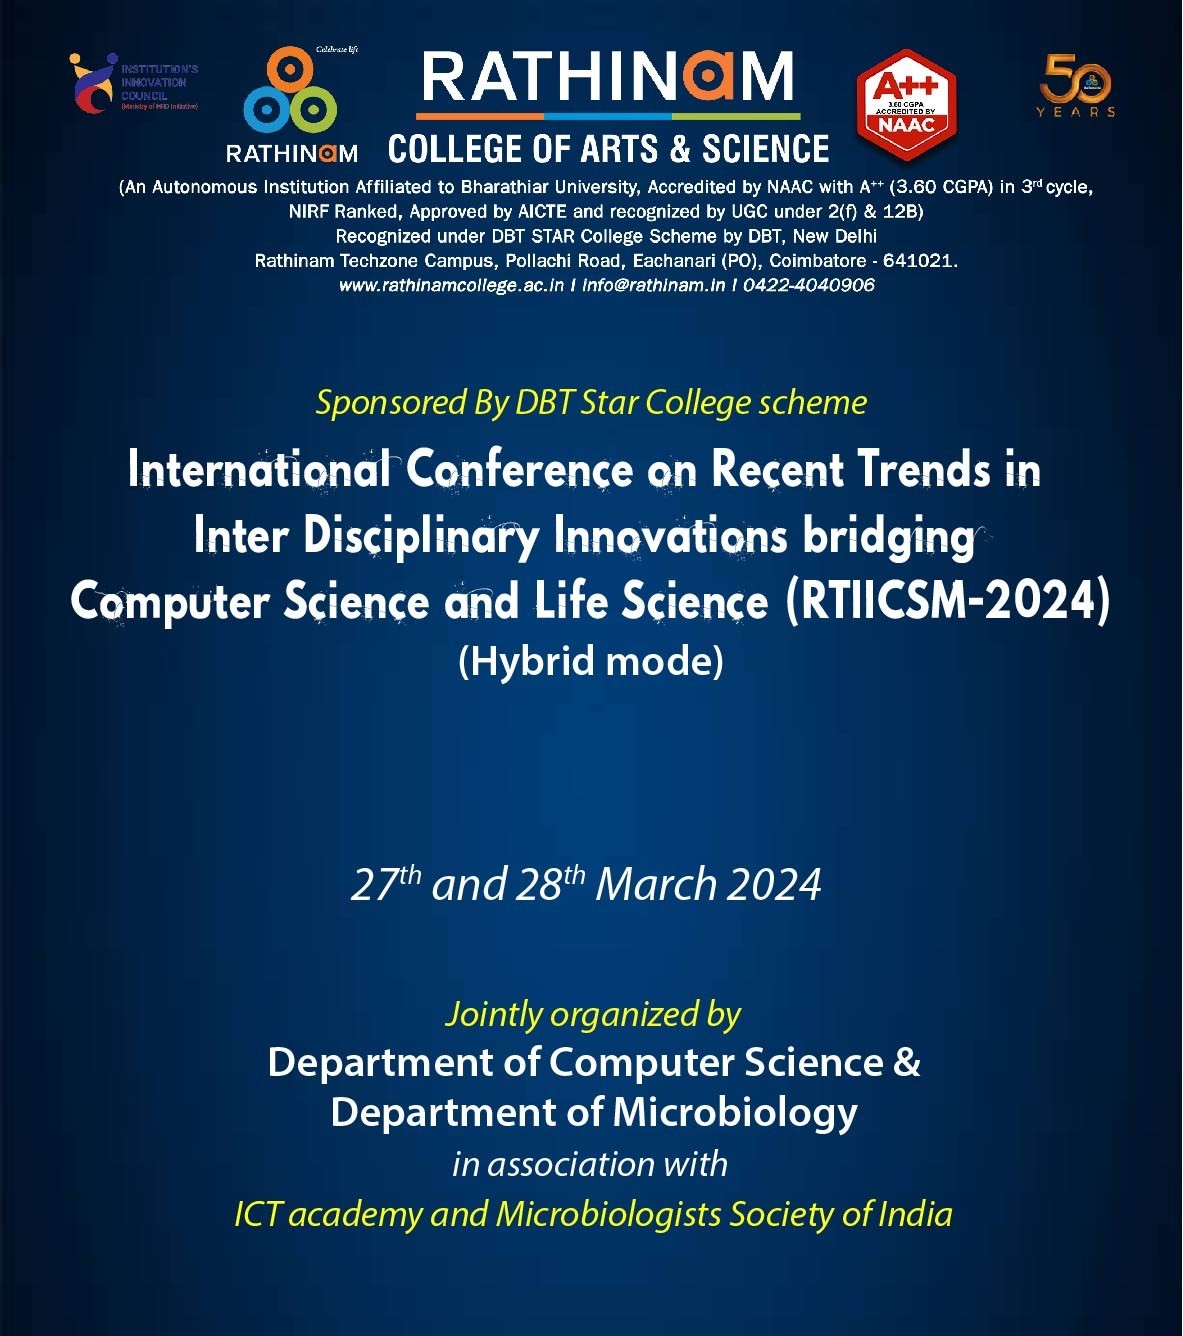 INSTITUTION'S
INNOVATION
COUNCIL
(Ministry of MHRD Initiative)
Celebrate life
RATHINAM
RATHINAM
COLLEGE OF ARTS & SCIENCE
A++
3.60 CGPA
ACCREDITED BY
NAAC
50
YEARS
(An Autonomous Institution Affiliated to Bharathiar University, Accredited by NAAC with A++ (3.60 CGPA) in 3rd cycle,
NIRF Ranked, Approved by AICTE and recognized by UGC under 2(f) & 12B)
Recognized under DBT STAR College Scheme by DBT, New Delhi
Rathinam Techzone Campus, Pollachi Road, Eachanari (PO), Coimbatore - 641021.
www.rathinamcollege.ac.in I info@rathinam.in I 0422-4040906
Sponsored By DBT Star College scheme
International Conference on Recent Trends in
Inter Disciplinary Innovations bridging
Computer Science and Life Science (RTIICSM-2024)
(Hybrid mode)
27th and 28th March 2024
Jointly organized by
Department of Computer Science &
Department of Microbiology
in association with
ICT academy and Microbiologists Society of India